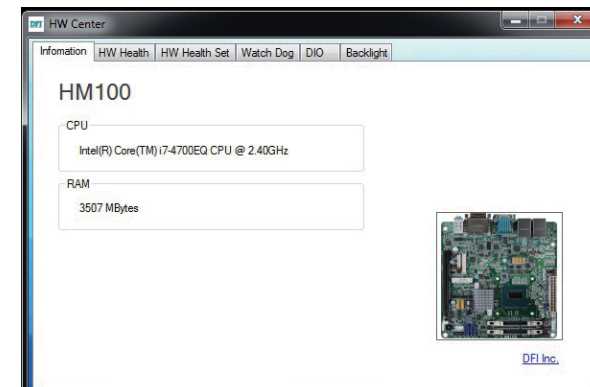 DFI HW Center
Infomation HW Health HW Health Set Watch Dog DIO Backlight
HM100
CPU
Intel(R) Core(TM) i7-4700EQ CPU @ 2.40GHz
RAM
3507 MBytes
DFI Inc.